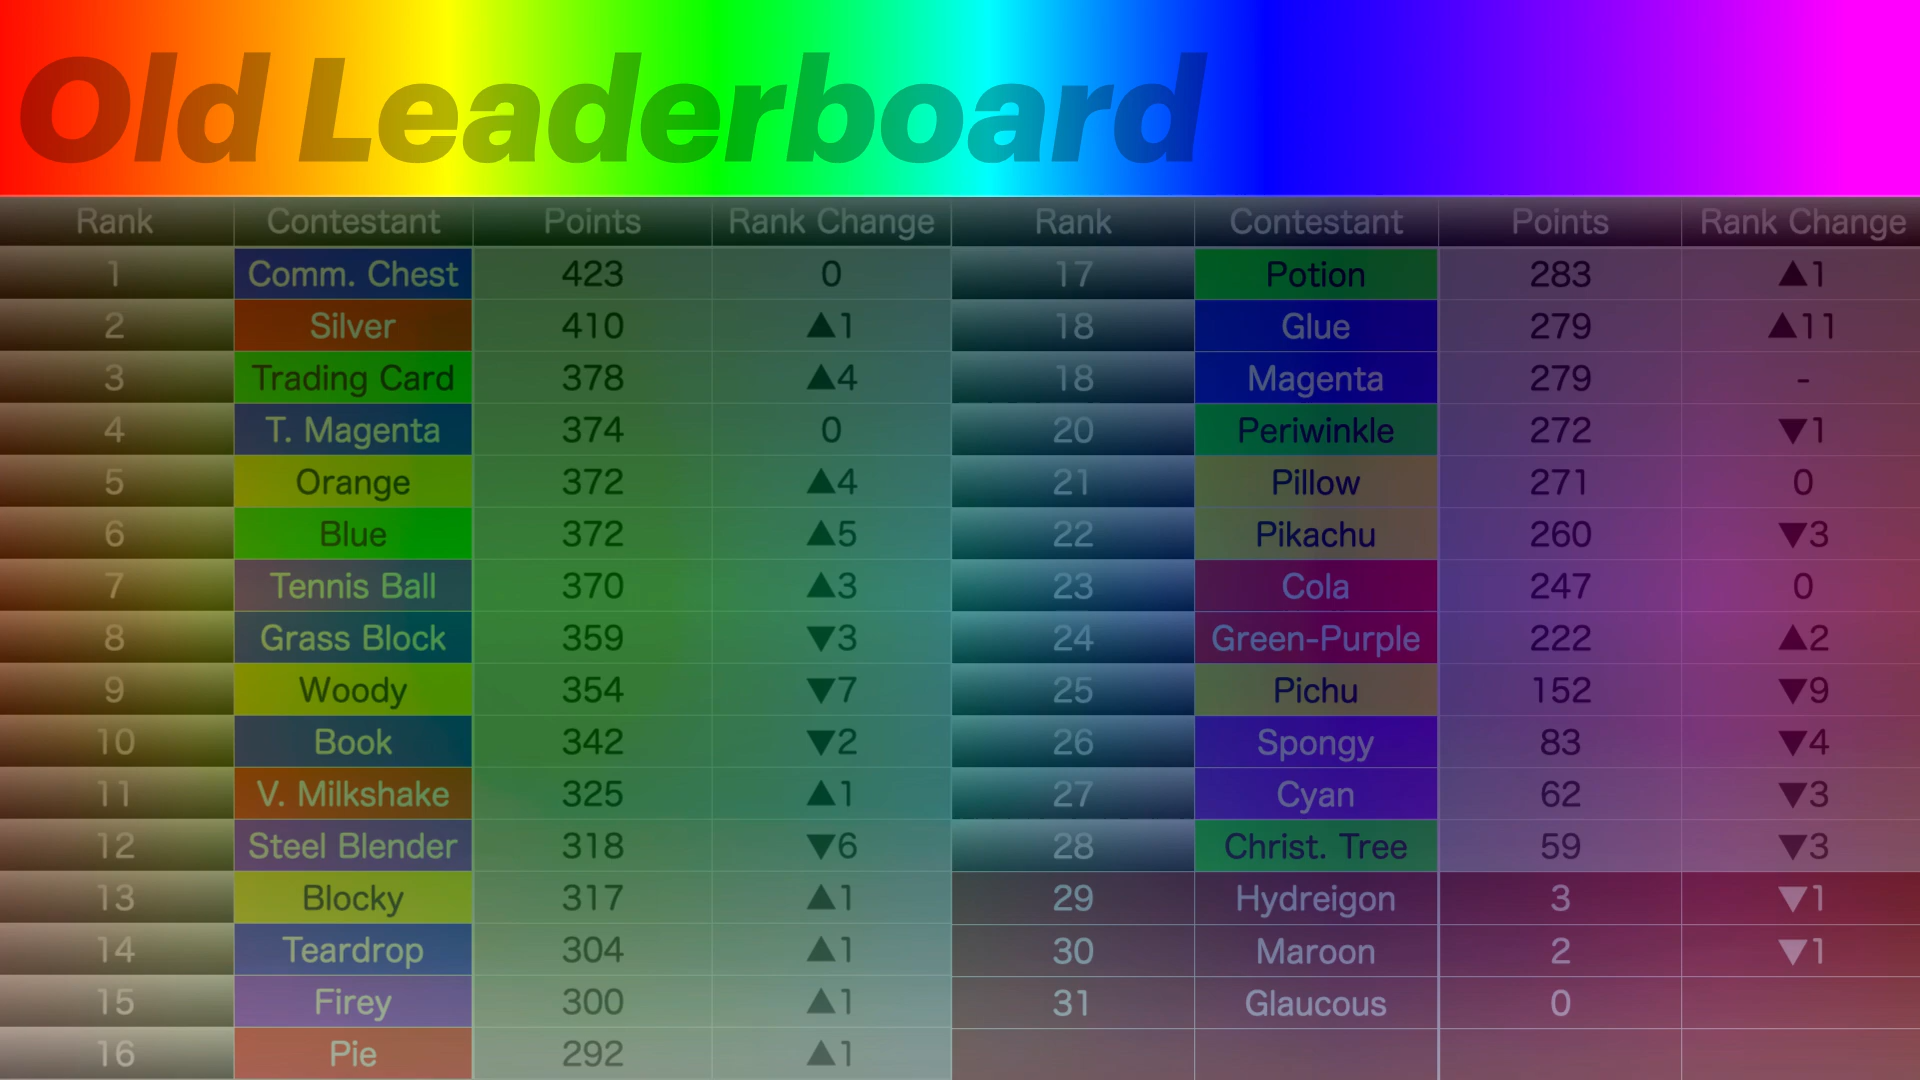 Old Leaderboard
Rank Contestant Points Rank Change Rank Contestant Points Rank Change
1 Comm. Chest 423 0 17 Potion 283 ▲1
2 Silver 410 ▲1 18 Glue 279 ▲11
3 Trading Card 378 ▲4 18 Magenta 279 -
4 T. Magenta 374 0 20 Periwinkle 272 ▼1
5 Orange 372 ▲4 21 Pillow 271 0
6 Blue 372 ▲5 22 Pikachu 260 ▼3
7 Tennis Ball 370 ▲3 23 Cola 247 0
8 Grass Block 359 ▼3 24 Green-Purple 222 ▲2
9 Woody 354 ▼7 25 Pichu 152 ▼9
10 Book 342 ▼2 26 Spongy 83 ▼4
11 V. Milkshake 325 ▲1 27 Cyan 62 ▼3
12 Steel Blender 318 ▼6 28 Christ. Tree 59 ▼3
13 Blocky 317 ▲1 29 Hydreigon 3 ▼1
14 Teardrop 304 ▲1 30 Maroon 2 ▼1
15 Firey 300 ▲1 31 Glaucous 0
16 Pie 292 ▲1